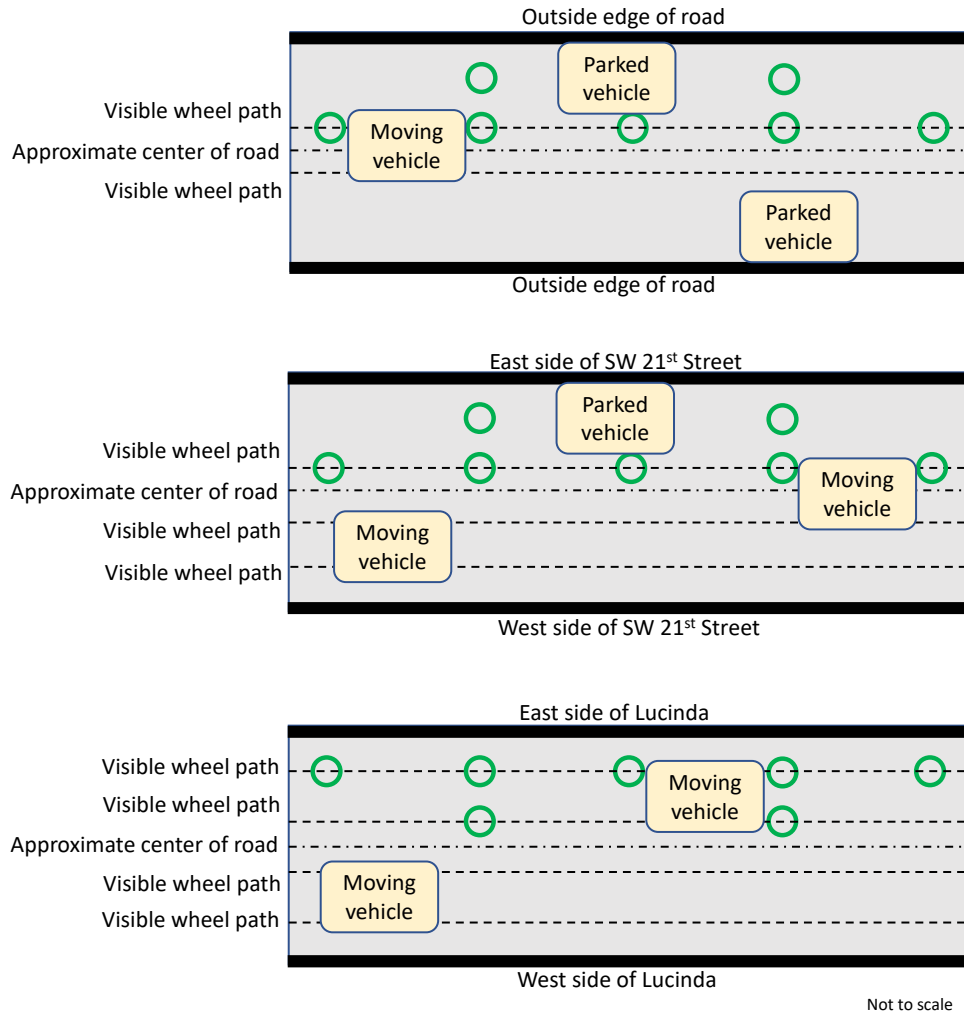 Outside edge of road
Parked
vehicle
Visible wheel path
Moving
vehicle
Approximate center of road
Visible wheel path
Parked
vehicle
Outside edge of road
East side of SW 21st Street
Parked
vehicle
Visible wheel path
Approximate center of road
Moving
vehicle
Visible wheel path
Moving
vehicle
Visible wheel path
West side of SW 21st Street
East side of Lucinda
Visible wheel path
Moving
vehicle
Visible wheel path
Approximate center of road
Visible wheel path
Moving
vehicle
Visible wheel path
West side of Lucinda
Not to scale